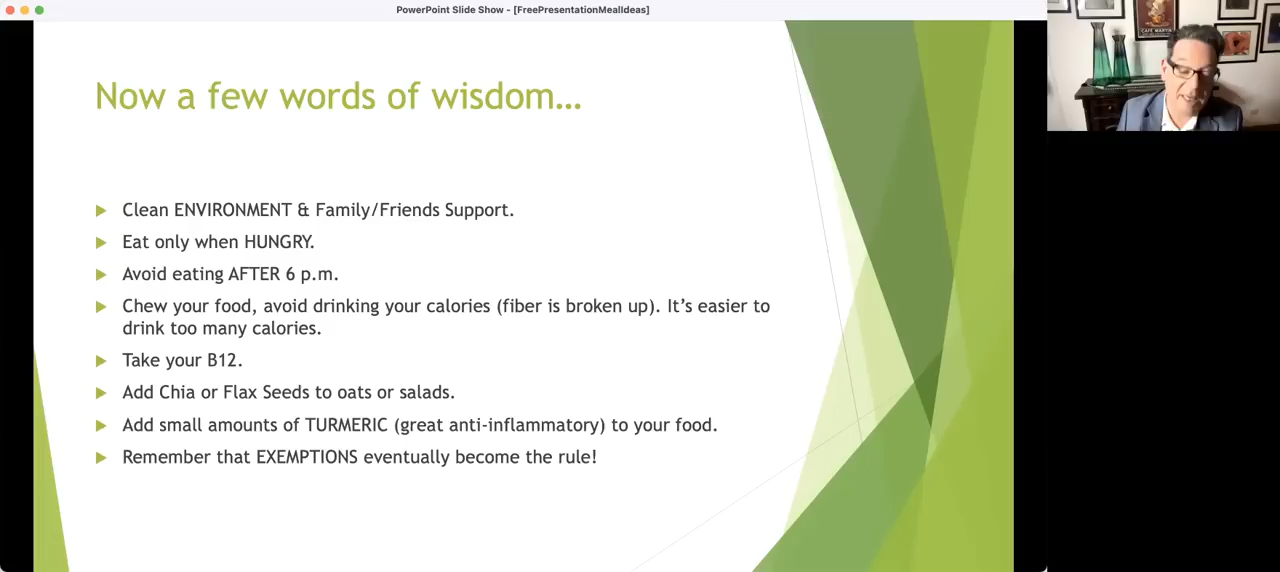 PowerPoint Slide Show - [FreePresentationMealIdeas]
Now a few words of wisdom…
Clean ENVIRONMENT & Family/Friends Support.
Eat only when HUNGRY.
Avoid eating AFTER 6 p.m.
Chew your food, avoid drinking your calories (fiber is broken up). It's easier to
drink too many calories.
Take your B12.
Add Chia or Flax Seeds to oats or salads.
Add small amounts of TURMERIC (great anti-inflammatory) to your food.
Remember that EXEMPTIONS eventually become the rule!
CAFE MARTIN